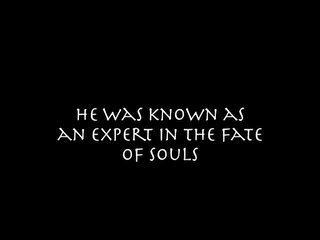 HE WAS KNOWN AS
AN EXPERT IN THE FATE
OF SOULS